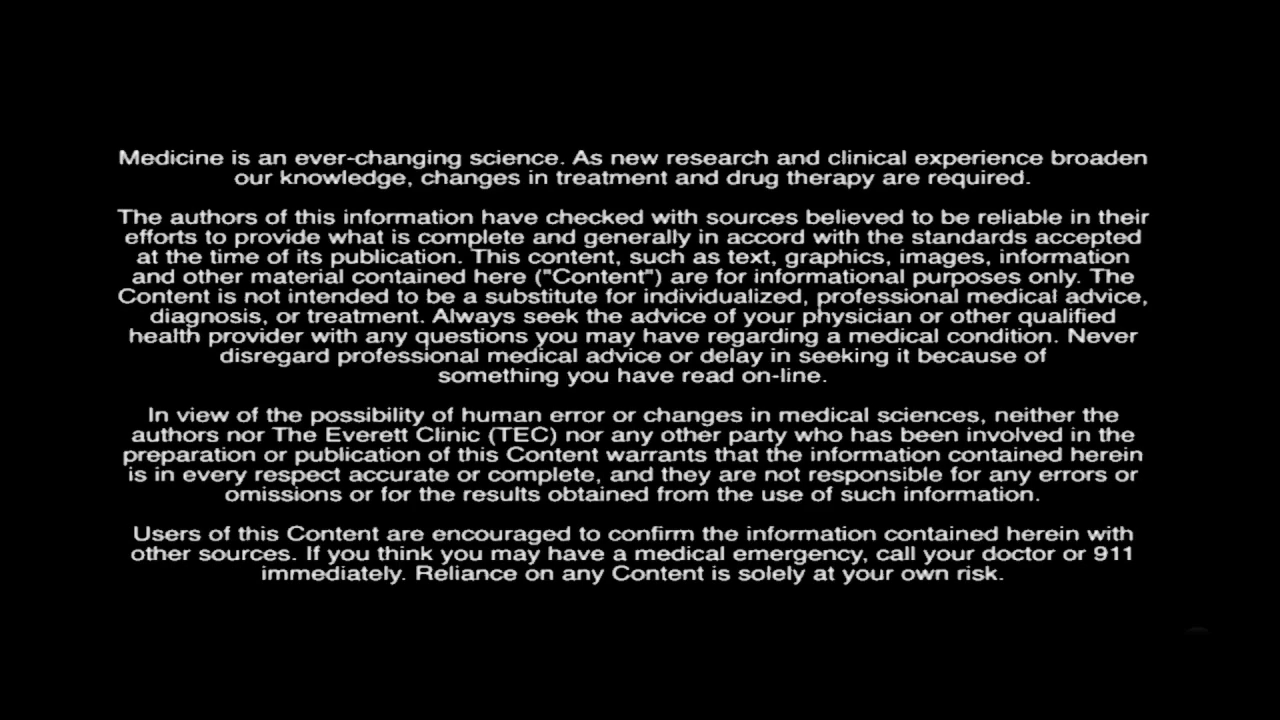 Medicine is an ever-changing science. As new research and clinical experience broaden
our knowledge, changes in treatment and drug therapy are required.
The authors of this information have checked with sources believed to be reliable in their
efforts to provide what is complete and generally in accord with the standards accepted
at the time of its publication. This content, such as text, graphics, images, information
and other material contained here ("Content") are for informational purposes only. The
Content is not intended to be a substitute for individualized, professional medical advice,
diagnosis, or treatment. Always seek the advice of your physician or other qualified
health provider with any questions you may have regarding a medical condition. Never
disregard professional medical advice or delay in seeking it because of
something you have read on-line.
In view of the possibility of human error or changes in medical sciences, neither the
authors nor The Everett Clinic (TEC) nor any other party who has been involved in the
preparation or publication of this Content warrants that the information contained herein
is in every respect accurate or complete, and they are not responsible for any errors or
omissions or for the results obtained from the use of such information.
Users of this Content are encouraged to confirm the information contained herein with
other sources. If you think you may have a medical emergency, call your doctor or 911
immediately. Reliance on any Content is solely at your own risk.